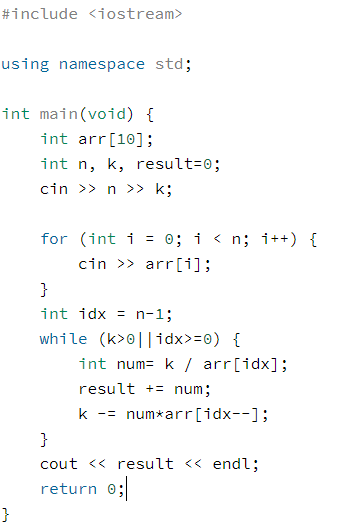 #include <iostream>
using namespace std;
int main(void) {
int arr[10];
int n, k, result=0;
cin >> n >> k;
for (int i = 0; i < n; i++) {
cin >> arr[i];
}
int idx = n-1;
while (k>0||idx>=0) {
int num= k / arr[idx];
result += num;
k -= num*arr[idx--];
}
cout << result << endl;
return 0;
}